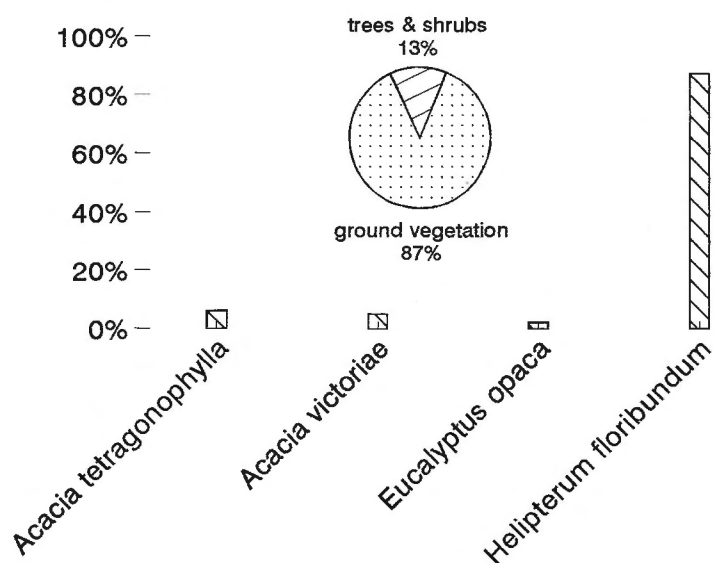 100%
80%
60%
40%
20%
0%
trees & shrubs
13%
ground vegetation
87%
Acacia tetragonophylla
Acacia victoriae
Eucalyptus opaca
Helipterum floribundum